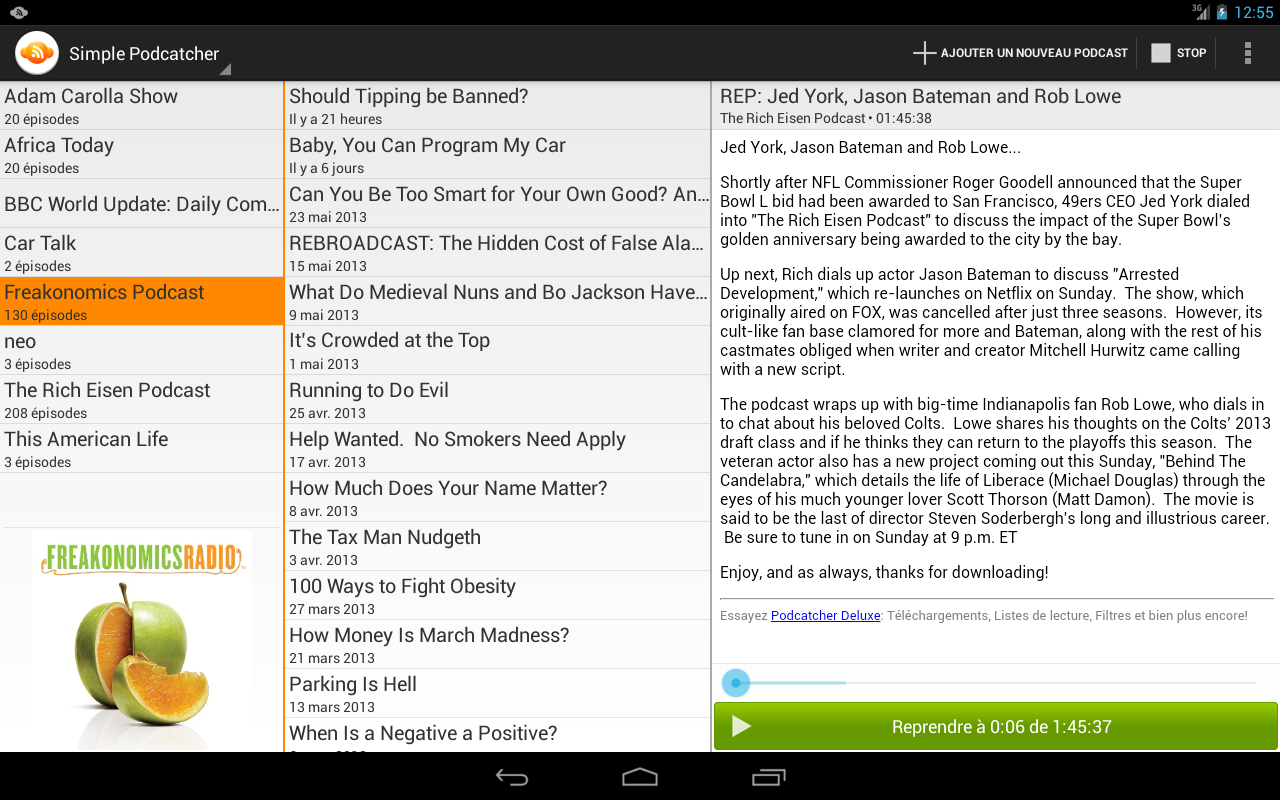 3G 12:55
Simple Podcatcher
AJOUTER UN NOUVEAU PODCAST
STOP
Adam Carolla Show
20 épisodes
Africa Today
20 épisodes
BBC World Update: Daily Com...
Car Talk
2 épisodes
Freakonomics Podcast
130 épisodes
neo
3 épisodes
The Rich Eisen Podcast
208 épisodes
This American Life
3 épisodes
FREAKONOMICSRADIO
Should Tipping be Banned?
Il y a 21 heures
Baby, You Can Program My Car
Il y a 6 jours
Can You Be Too Smart for Your Own Good? An...
23 mai 2013
REBROADCAST: The Hidden Cost of False Ala...
15 mai 2013
What Do Medieval Nuns and Bo Jackson Have...
9 mai 2013
It's Crowded at the Top
1 mai 2013
Running to Do Evil
25 avr. 2013
Help Wanted.  No Smokers Need Apply
17 avr. 2013
How Much Does Your Name Matter?
8 avr. 2013
The Tax Man Nudgeth
3 avr. 2013
100 Ways to Fight Obesity
27 mars 2013
How Money Is March Madness?
21 mars 2013
Parking Is Hell
13 mars 2013
When Is a Negative a Positive?
REP: Jed York, Jason Bateman and Rob Lowe
The Rich Eisen Podcast • 01:45:38
Jed York, Jason Bateman and Rob Lowe...
Shortly after NFL Commissioner Roger Goodell announced that the Super
Bowl L bid had been awarded to San Francisco, 49ers CEO Jed York dialed
into "The Rich Eisen Podcast" to discuss the impact of the Super Bowl's
golden anniversary being awarded to the city by the bay.
Up next, Rich dials up actor Jason Bateman to discuss "Arrested
Development," which re-launches on Netflix on Sunday.  The show, which
originally aired on FOX, was cancelled after just three seasons.  However, its
cult-like fan base clamored for more and Bateman, along with the rest of his
castmates obliged when writer and creator Mitchell Hurwitz came calling
with a new script.
The podcast wraps up with big-time Indianapolis fan Rob Lowe, who dials in
to chat about his beloved Colts.  Lowe shares his thoughts on the Colts' 2013
draft class and if he thinks they can return to the playoffs this season.  The
veteran actor also has a new project coming out this Sunday, "Behind The
Candelabra," which details the life of Liberace (Michael Douglas) through the
eyes of his much younger lover Scott Thorson (Matt Damon).  The movie is
said to be the last of director Steven Soderbergh's long and illustrious career.
Be sure to tune in on Sunday at 9 p.m. ET
Enjoy, and as always, thanks for downloading!
Essayez Podcatcher Deluxe: Téléchargements, Listes de lecture, Filtres et bien plus encore!
Reprendre à 0:06 de 1:45:37